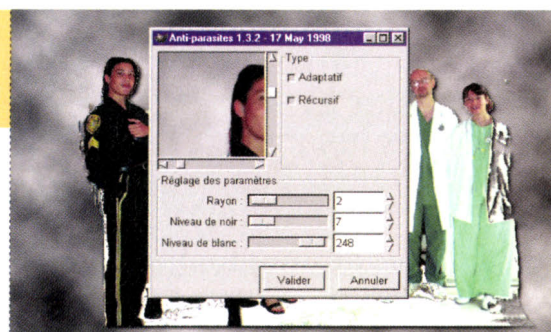 Anti-parasites 1.3.2 - 17 May 1998
Type
Adaptatif
Récursif
Réglage des paramètres
Rayon : 2
Niveau de noir : 7
Niveau de blanc : 248
Valider Annuler